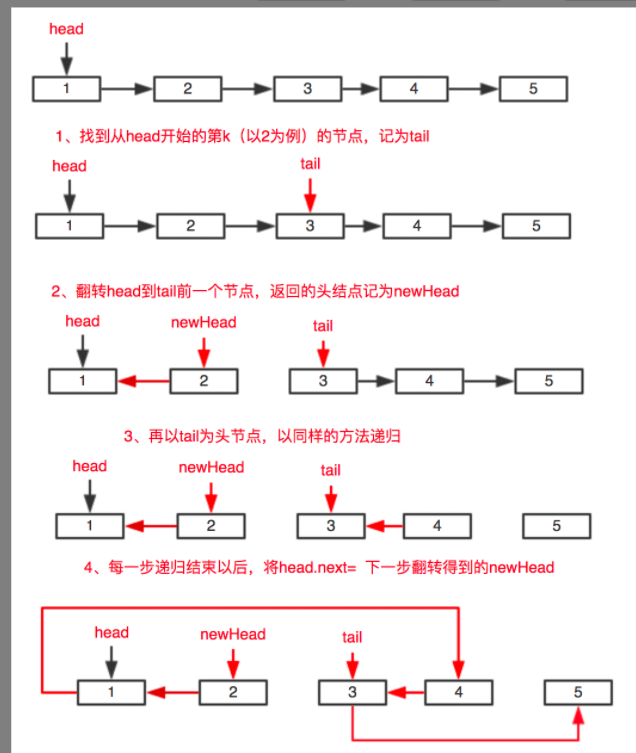 head
1 2 3 4 5
1、找到从head开始的第k（以2为例）的节点，记为tail
head tail
1 2 3 4 5
2、翻转head到tail前一个节点，返回的头结点记为newHead
head newHead tail
1 2 3 4 5
3、再以tail为头节点，以同样的方法递归
head newHead tail
1 2 3 4 5
4、每一步递归结束以后，将head.next= 下一步翻转得到的newHead
head newHead tail
1 2 3 4 5